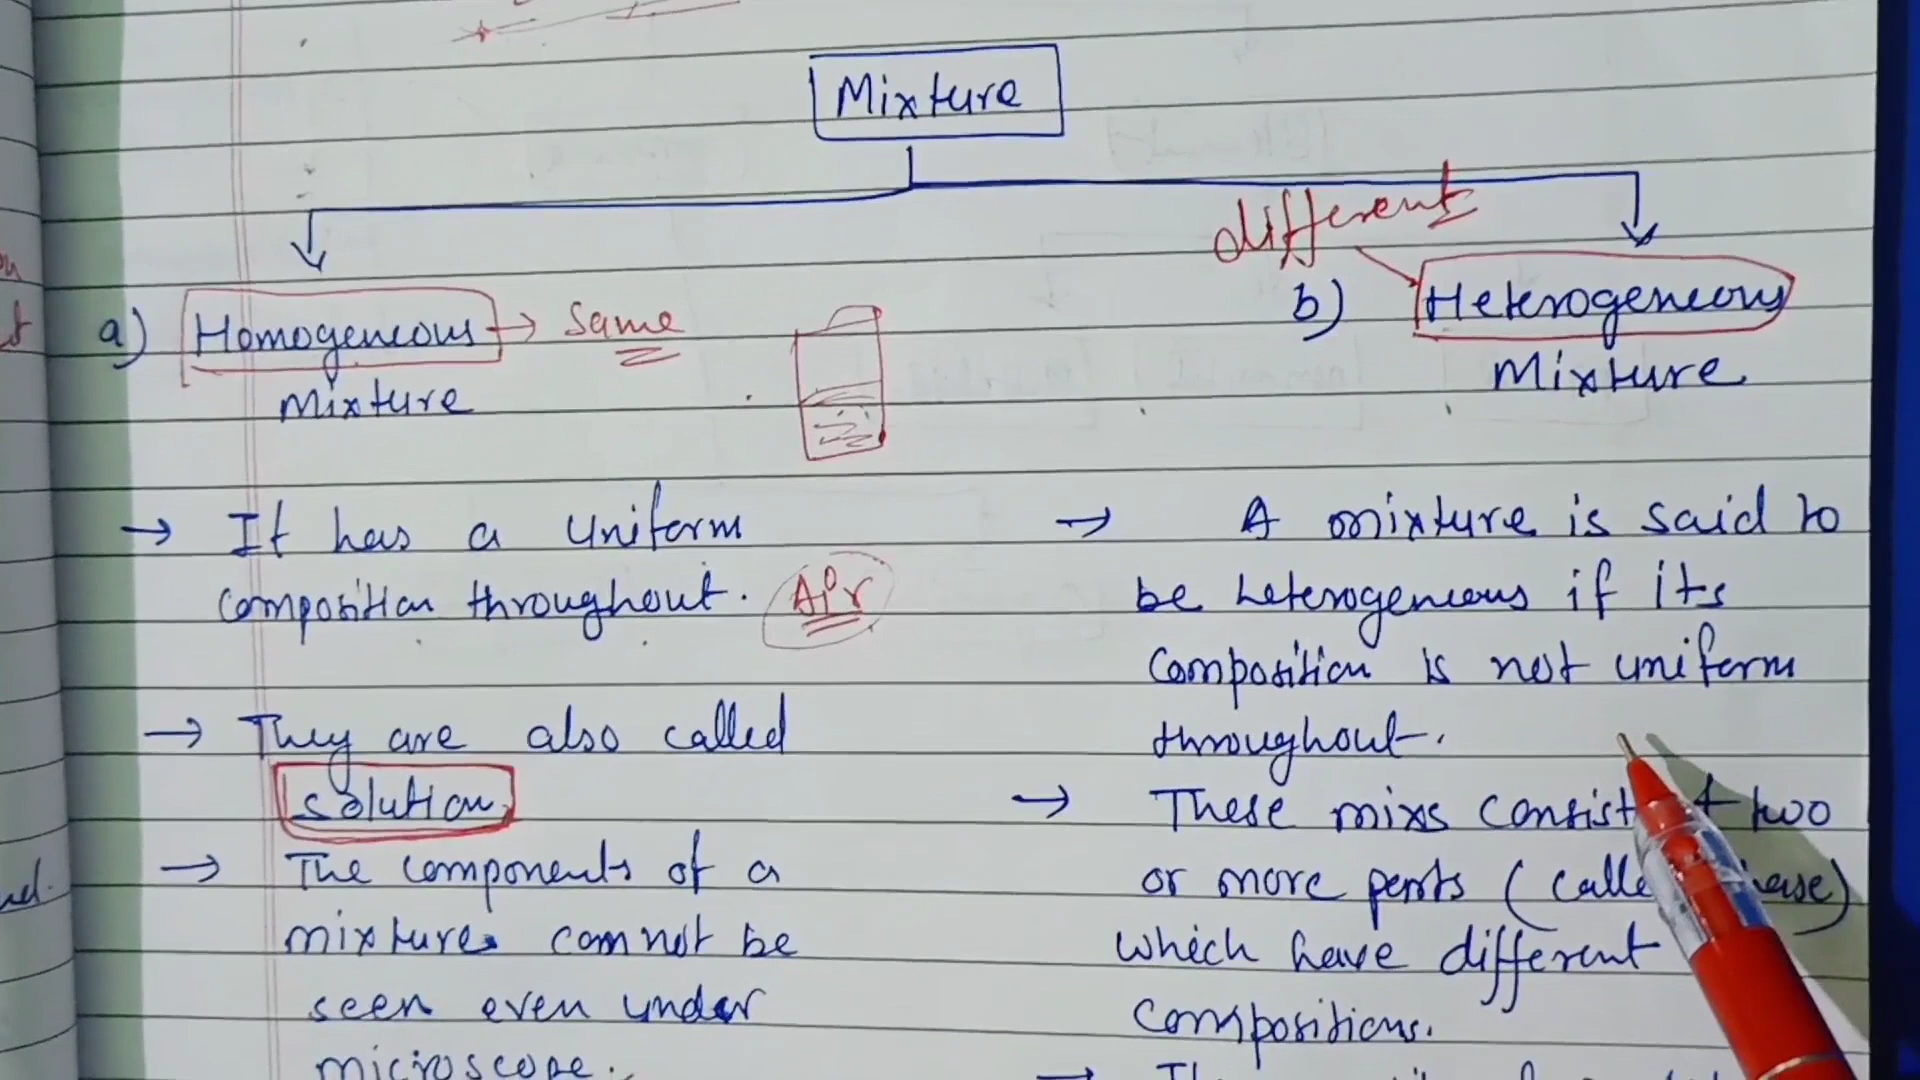 Mixture
different
a) Homogeneous → Same
Mixture
b) Heterogeneous
Mixture
→ It has a Uniform
composition throughout. Air
→ They are also called
solution.
→ The components of a
mixture cannot be
seen even under
microscope.
→ A mixture is said to
be heterogeneous if its
composition is not uniform
throughout.
→ These mixs consist two
or more parts (calle
which have different
compositions.